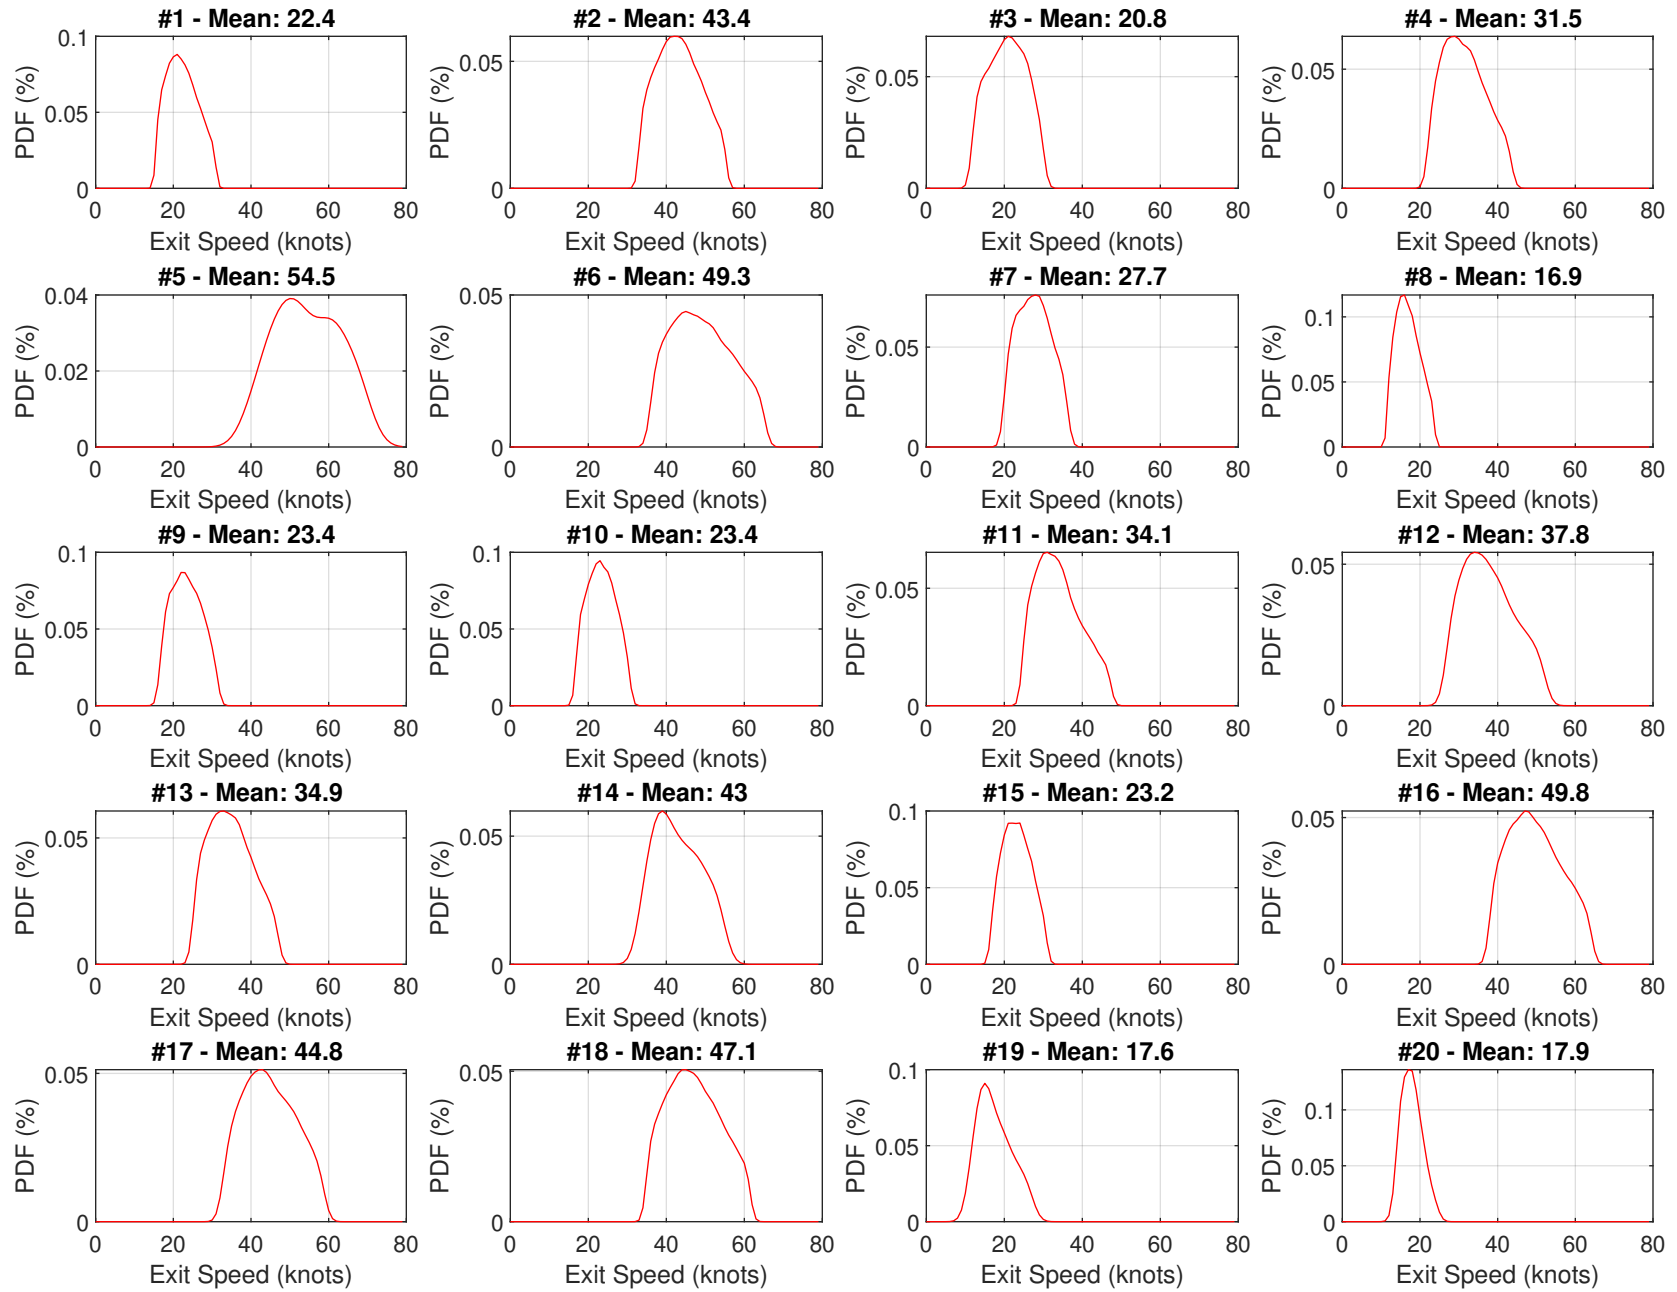 #1 - Mean: 22.4
0.1
0.05
0
PDF (%)
0 20 40 60 80
Exit Speed (knots)
#2 - Mean: 43.4
0.05
0
PDF (%)
0 20 40 60 80
Exit Speed (knots)
#3 - Mean: 20.8
0.05
0
PDF (%)
0 20 40 60 80
Exit Speed (knots)
#4 - Mean: 31.5
0.05
0
PDF (%)
0 20 40 60 80
Exit Speed (knots)
#5 - Mean: 54.5
0.04
0.02
0
PDF (%)
0 20 40 60 80
Exit Speed (knots)
#6 - Mean: 49.3
0.05
0
PDF (%)
0 20 40 60 80
Exit Speed (knots)
#7 - Mean: 27.7
0.05
0
PDF (%)
0 20 40 60 80
Exit Speed (knots)
#8 - Mean: 16.9
0.1
0.05
0
PDF (%)
0 20 40 60 80
Exit Speed (knots)
#9 - Mean: 23.4
0.1
0.05
0
PDF (%)
0 20 40 60 80
Exit Speed (knots)
#10 - Mean: 23.4
0.1
0.05
0
PDF (%)
0 20 40 60 80
Exit Speed (knots)
#11 - Mean: 34.1
0.05
0
PDF (%)
0 20 40 60 80
Exit Speed (knots)
#12 - Mean: 37.8
0.05
0
PDF (%)
0 20 40 60 80
Exit Speed (knots)
#13 - Mean: 34.9
0.05
0
PDF (%)
0 20 40 60 80
Exit Speed (knots)
#14 - Mean: 43
0.05
0
PDF (%)
0 20 40 60 80
Exit Speed (knots)
#15 - Mean: 23.2
0.1
0.05
0
PDF (%)
0 20 40 60 80
Exit Speed (knots)
#16 - Mean: 49.8
0.05
0
PDF (%)
0 20 40 60 80
Exit Speed (knots)
#17 - Mean: 44.8
0.05
0
PDF (%)
0 20 40 60 80
Exit Speed (knots)
#18 - Mean: 47.1
0.05
0
PDF (%)
0 20 40 60 80
Exit Speed (knots)
#19 - Mean: 17.6
0.1
0.05
0
PDF (%)
0 20 40 60 80
Exit Speed (knots)
#20 - Mean: 17.9
0.1
0.05
0
PDF (%)
0 20 40 60 80
Exit Speed (knots)